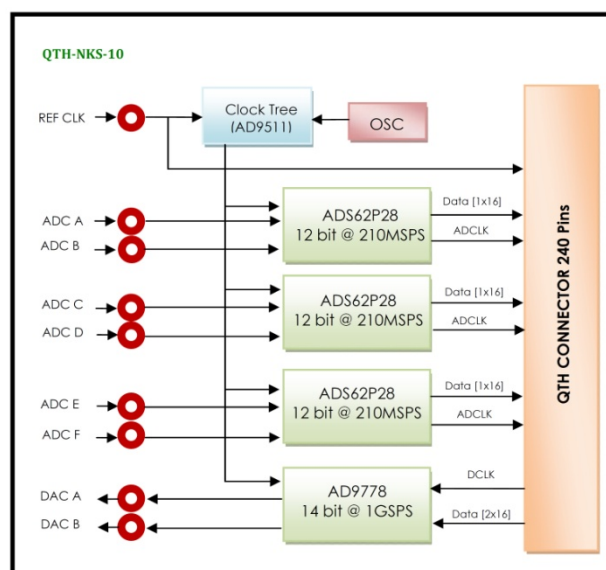 QTH-NKS-10
REF CLK
Clock Tree
(AD9511)
OSC
ADC A
ADC B
ADS62P28
12 bit @ 210MSPS
Data [1x16]
ADCLK
ADC C
ADC D
ADS62P28
12 bit @ 210MSPS
Data [1x16]
ADCLK
ADC E
ADC F
ADS62P28
12 bit @ 210MSPS
Data [1x16]
ADCLK
DAC A
DAC B
AD9778
14 bit @ 1GSPS
DCLK
Data [2x16]
QTH CONNECTOR 240 Pins